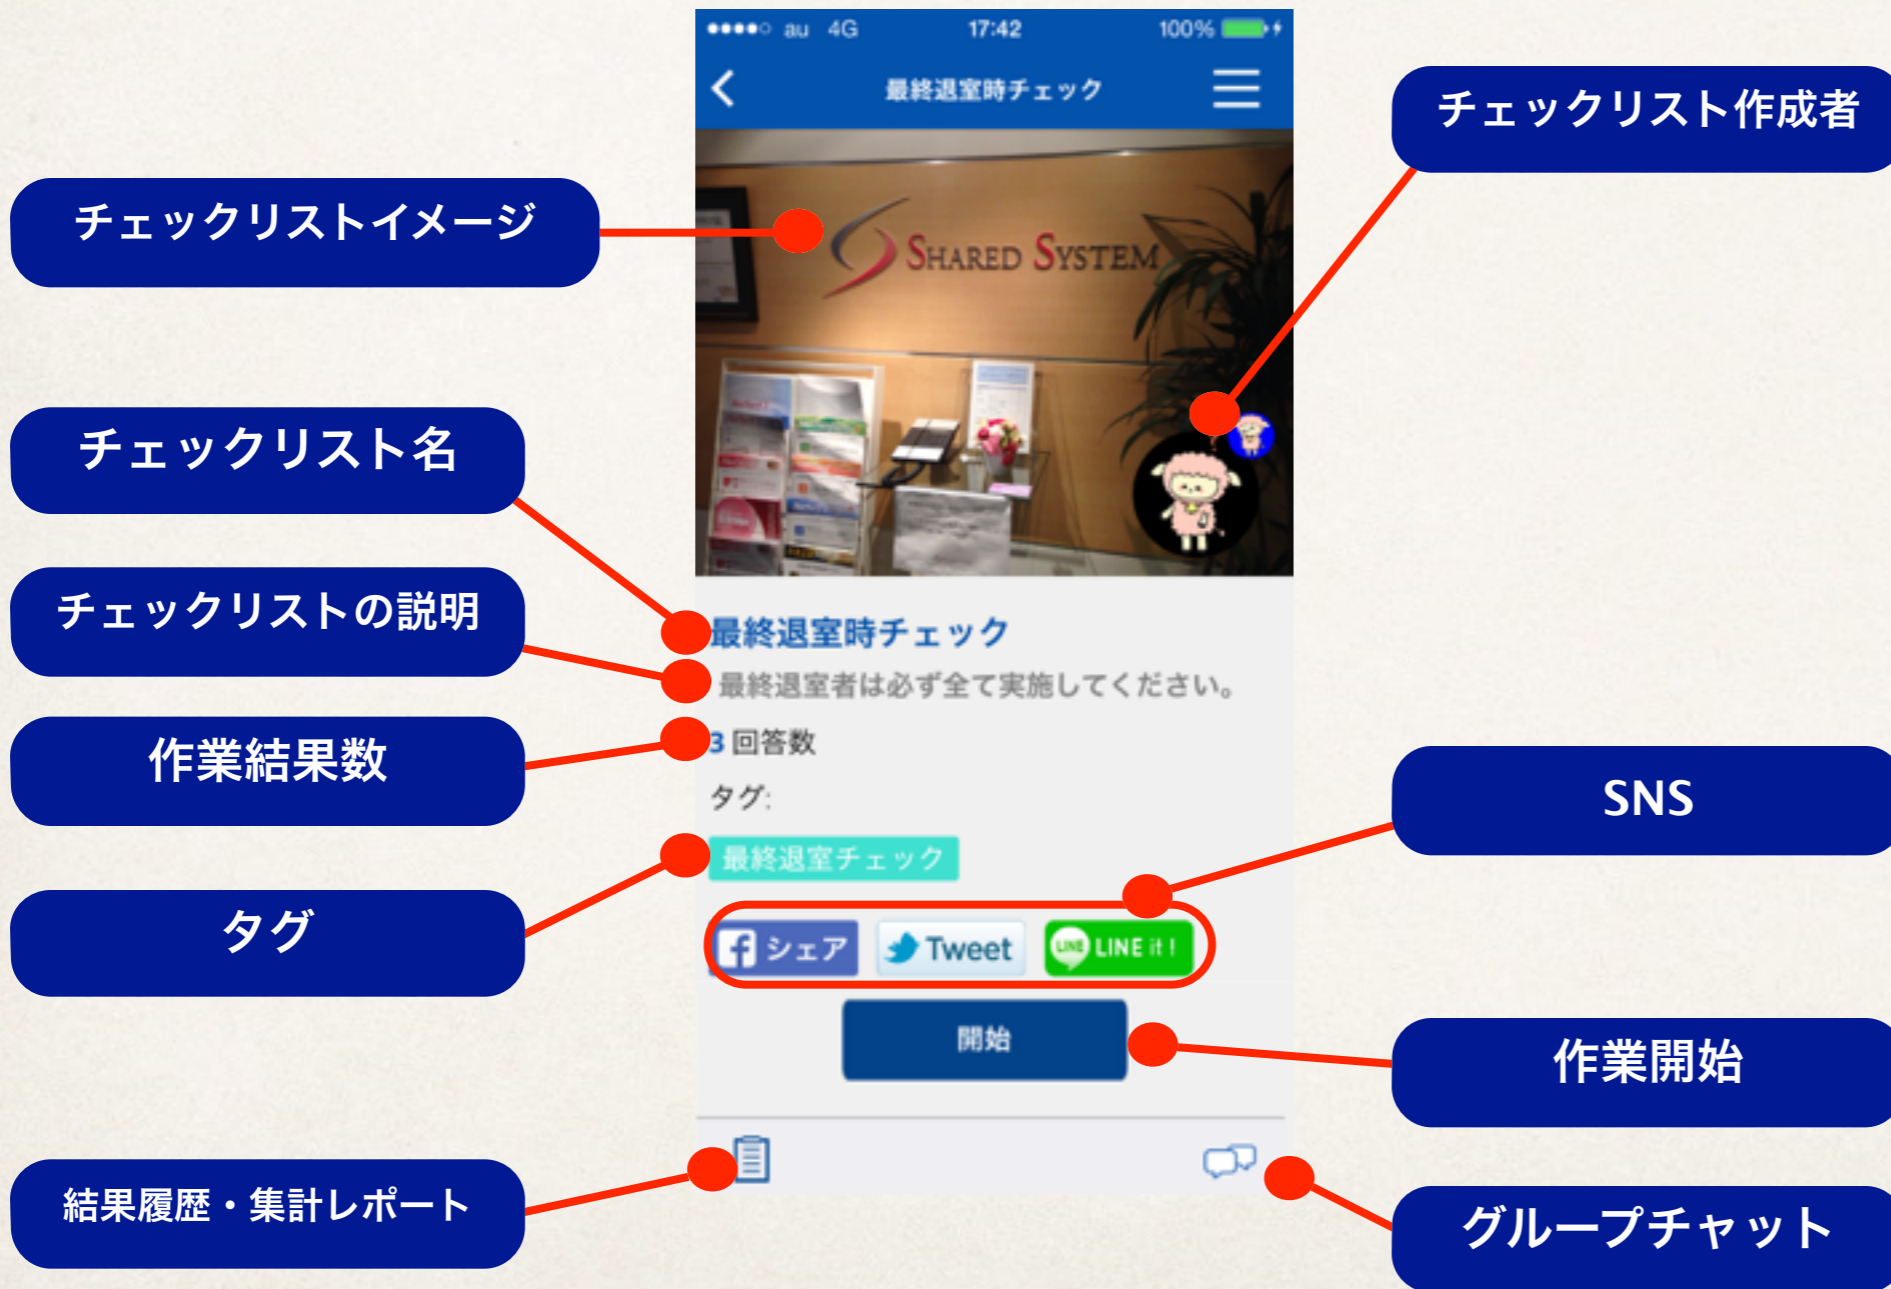 au 4G 17:42 100%
最終退室時チェック
チェックリスト作成者
チェックリストイメージ
SHARED SYSTEM
チェックリスト名
チェックリストの説明
最終退室時チェック
最終退室者は必ず全て実施してください。
作業結果数
3 回答数
タグ:
SNS
最終退室チェック
タグ
シェア Tweet LINE LINE it!
開始
作業開始
結果履歴・集計レポート
グループチャット